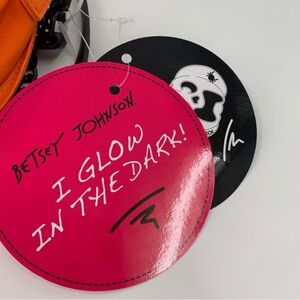 BETSEY JOHNSON
I GLOW
IN THE DARK!